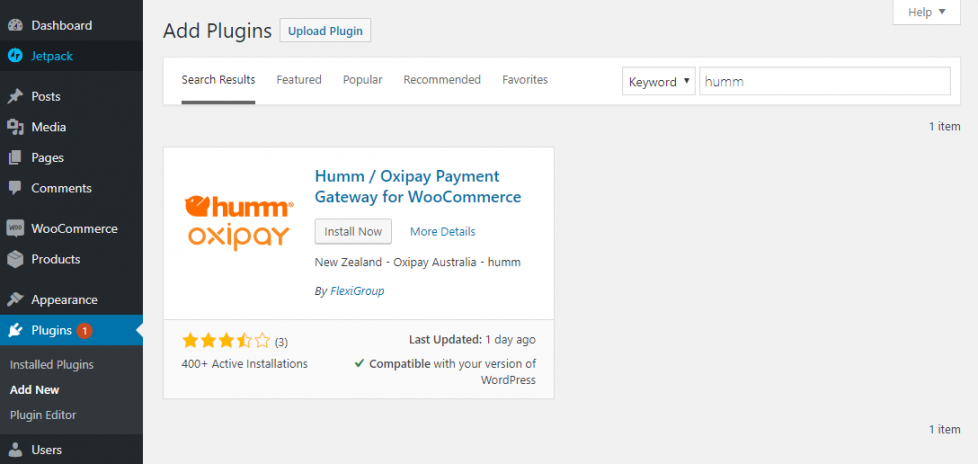 Dashboard
Jetpack
Posts
Media
Pages
Comments
WOO
WooCommerce
Products
Appearance
Plugins 1
Installed Plugins
Add New
Plugin Editor
Users
Help
Add Plugins Upload Plugin
Search Results Featured Popular Recommended Favorites Keyword humm
1 item
humm®
oxipay
Humm / Oxipay Payment
Gateway for WooCommerce
Install Now More Details
New Zealand - Oxipay Australia - humm
By FlexiGroup
(3)
400+ Active Installations
Last Updated: 1 day ago
Compatible with your version of
WordPress
1 item